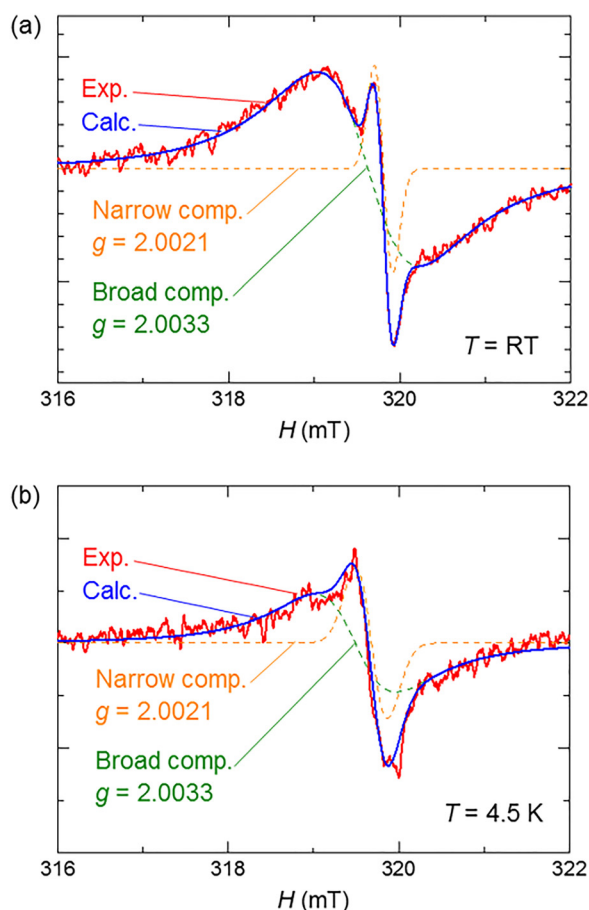 (a)
Exp.
Calc.
Narrow comp.
g = 2.0021
Broad comp.
g = 2.0033
T = RT
316 318 320 322
H (mT)
(b)
Exp.
Calc.
Narrow comp.
g = 2.0021
Broad comp.
g = 2.0033
T = 4.5 K
316 318 320 322
H (mT)